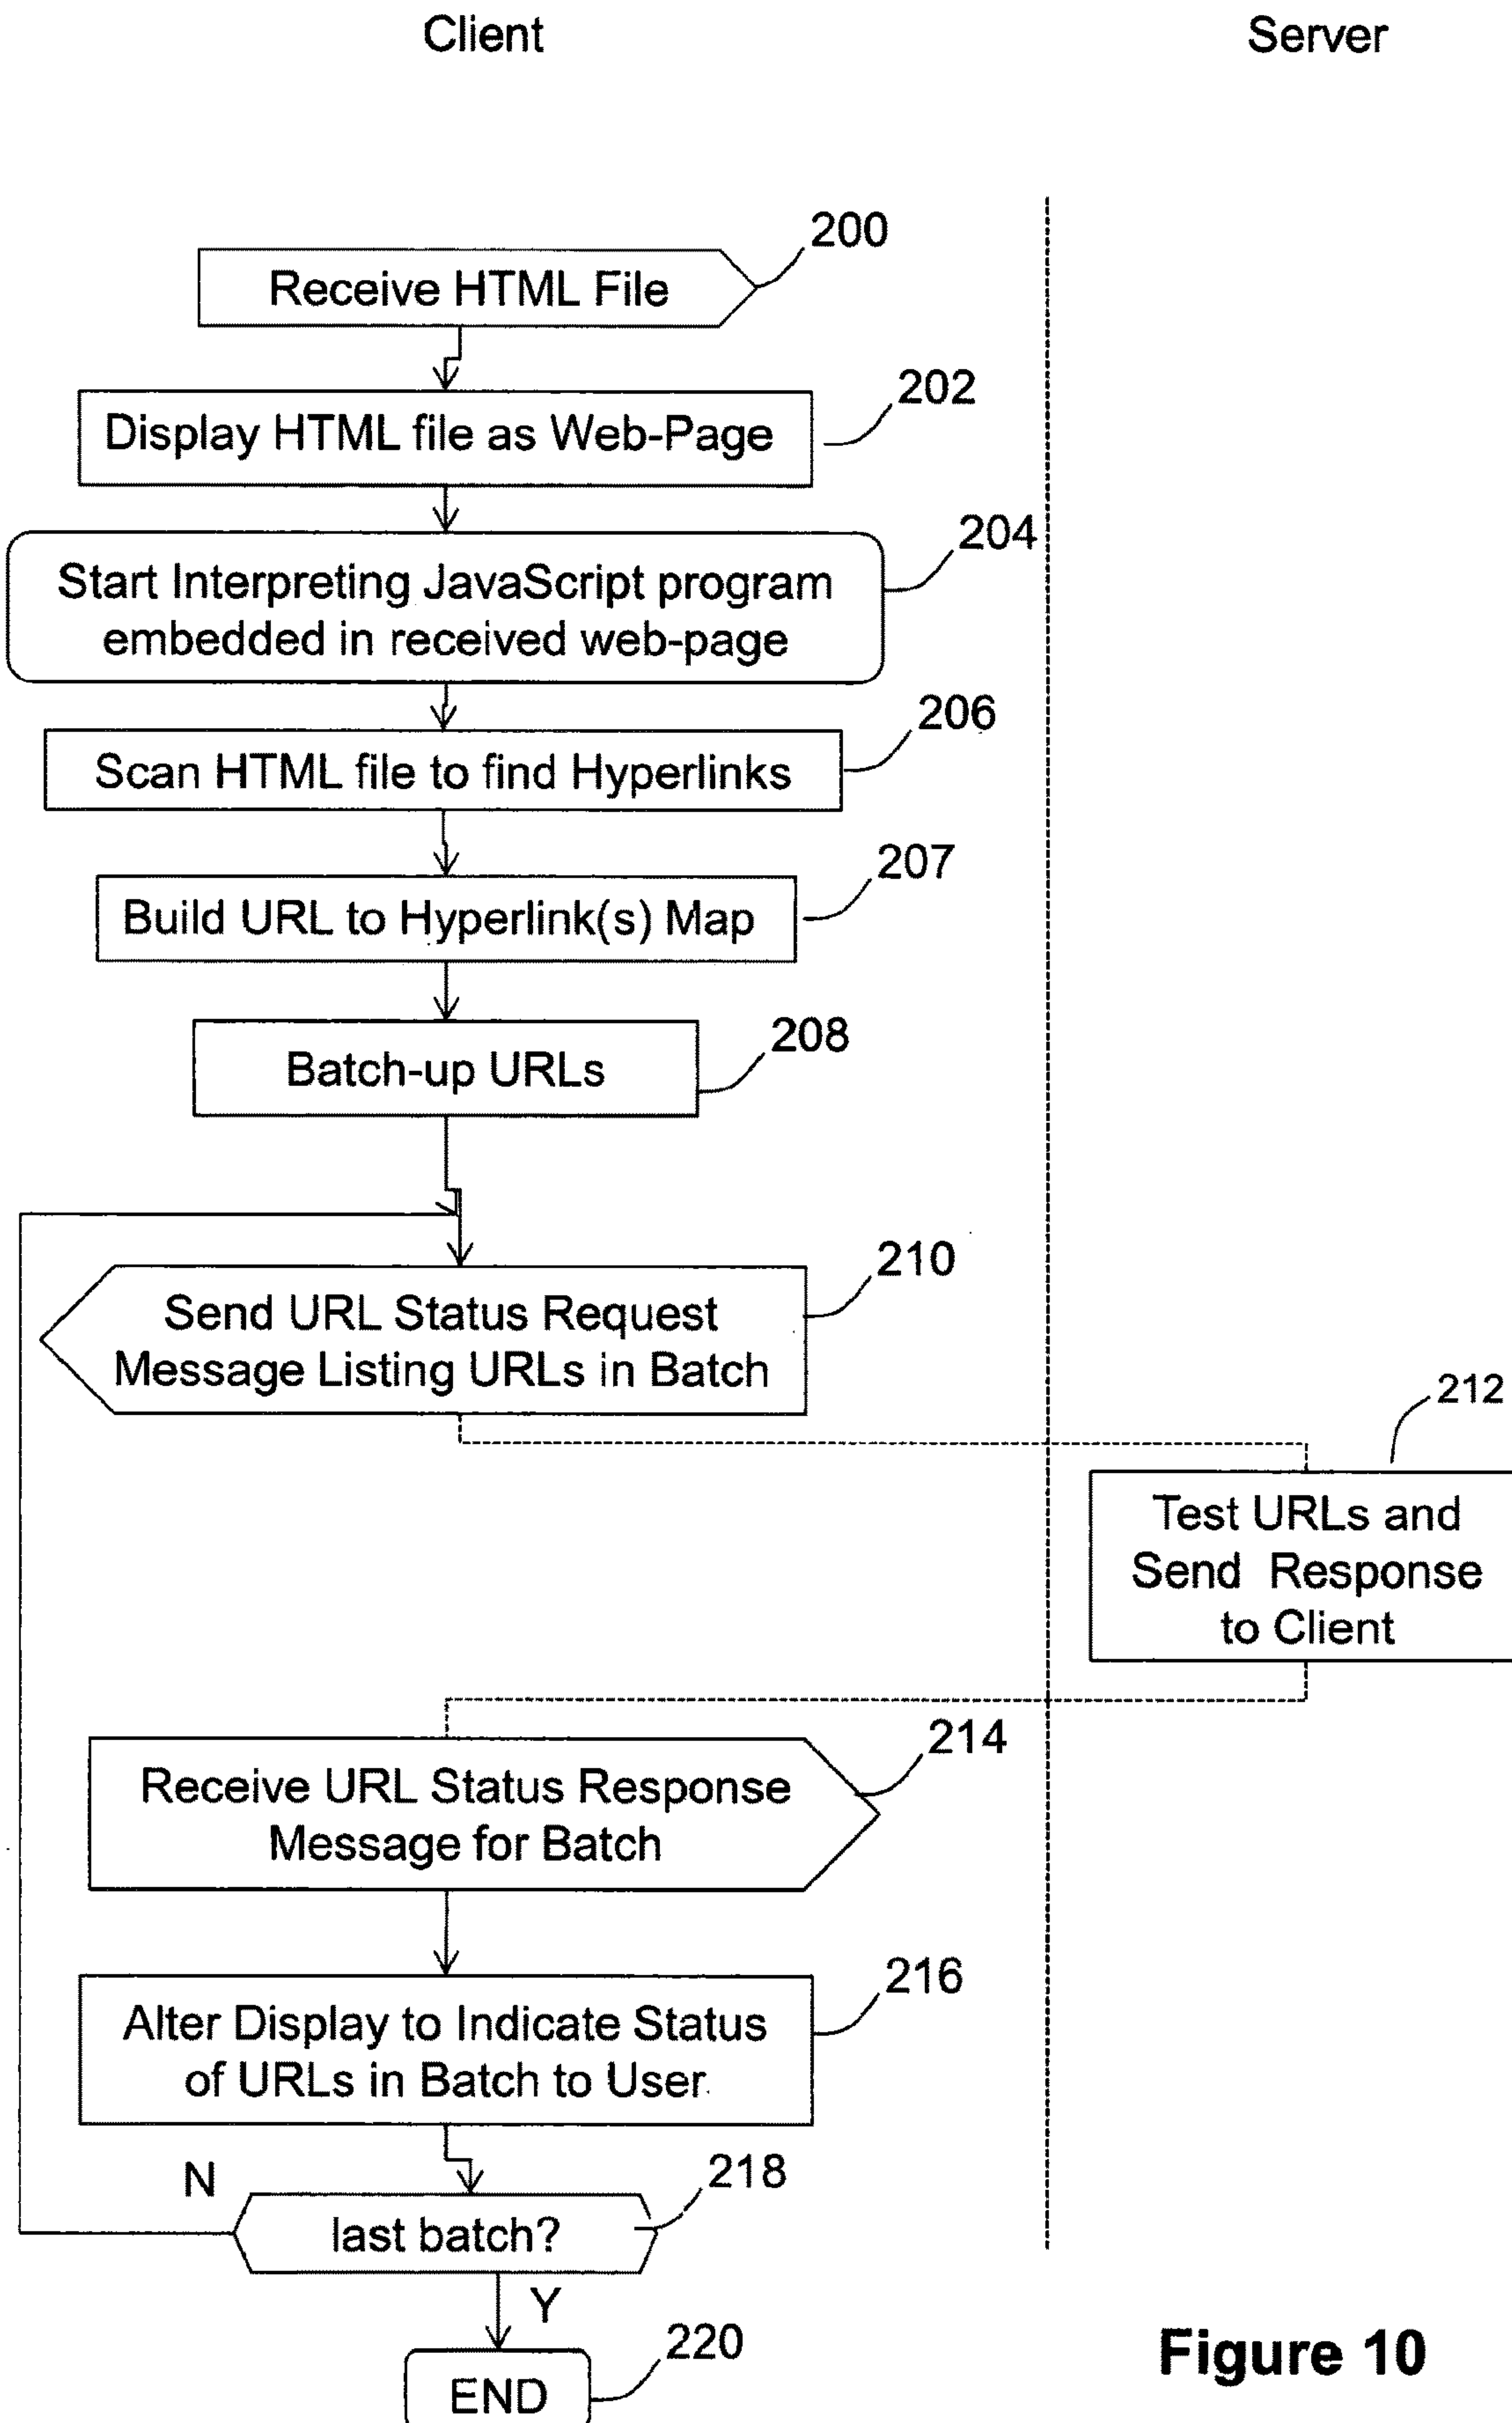 Client
Server
200
Receive HTML File
202
Display HTML file as Web-Page
204
Start Interpreting JavaScript program
embedded in received web-page
206
Scan HTML file to find Hyperlinks
207
Build URL to Hyperlink(s) Map
208
Batch-up URLs
210
Send URL Status Request
Message Listing URLs in Batch
212
Test URLs and
Send Response
to Client
214
Receive URL Status Response
Message for Batch
216
Alter Display to Indicate Status
of URLs in Batch to User
N
218
last batch?
Y
220
END
Figure 10